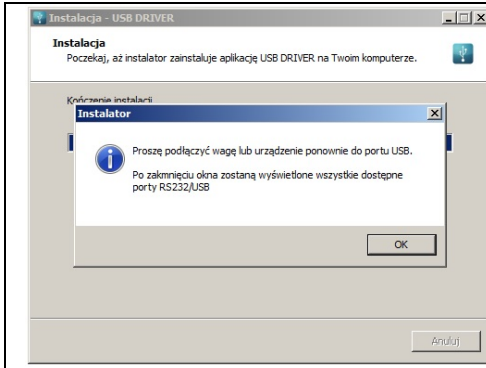 Instalacja - USB DRIVER
Instalacja
Poczekaj, aż instalator zainstaluje aplikację USB DRIVER na Twoim komputerze.
Kończenie instalacji
Instalator
Proszę podłączyć wagę lub urządzenie ponownie do portu USB.
Po zakmnięciu okna zostaną wyświetlone wszystkie dostępne
porty RS232/USB
OK
Anuluj